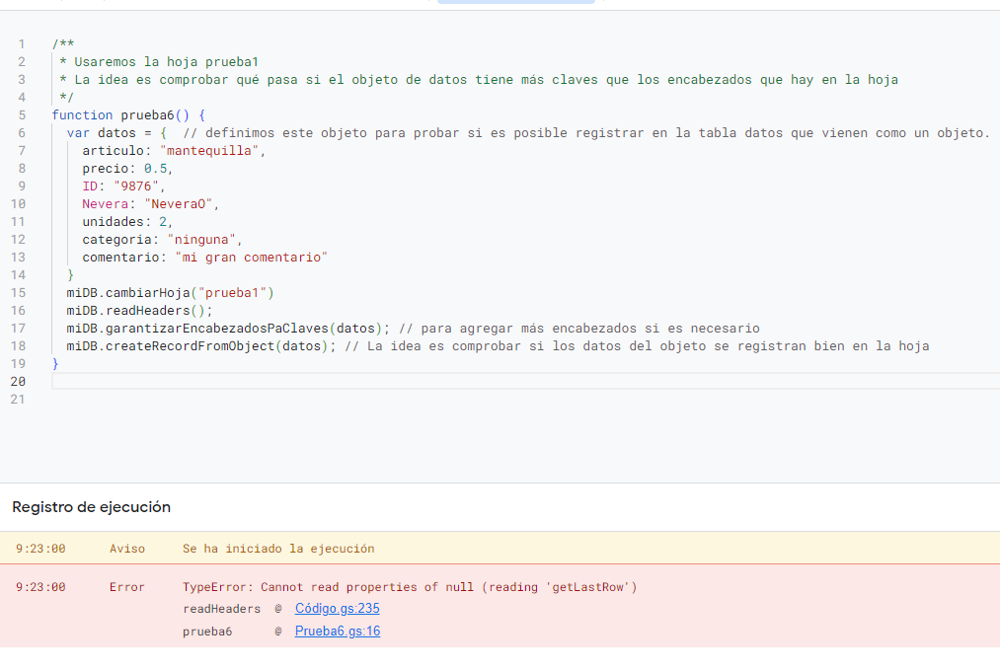 1 /**
2 * Usaremos la hoja prueba1
3 * La idea es comprobar qué pasa si el objeto de datos tiene más claves que los encabezados que hay en la hoja
4 */
5 function prueba6() {
6 var datos = { // definimos este objeto para probar si es posible registrar en la tabla datos que vienen como un objeto.
7 articulo: "mantequilla",
8 precio: 0.5,
9 ID: "9876",
10 Nevera: "NeveraO",
11 unidades: 2,
12 categoria: "ninguna",
13 comentario: "mi gran comentario"
14 }
15 miDB.cambiarHoja("prueba1")
16 miDB.readHeaders();
17 miDB.garantizarEncabezadosPaClaves(datos); // para agregar más encabezados si es necesario
18 miDB.createRecordFromObject(datos); // La idea es comprobar si los datos del objeto se registran bien en la hoja
19 }
20
21
Registro de ejecución
9:23:00 Aviso Se ha iniciado la ejecución
9:23:00 Error TypeError: Cannot read properties of null (reading 'getLastRow')
readHeaders @ Código.gs:235
prueba6 @ Prueba6.gs:16